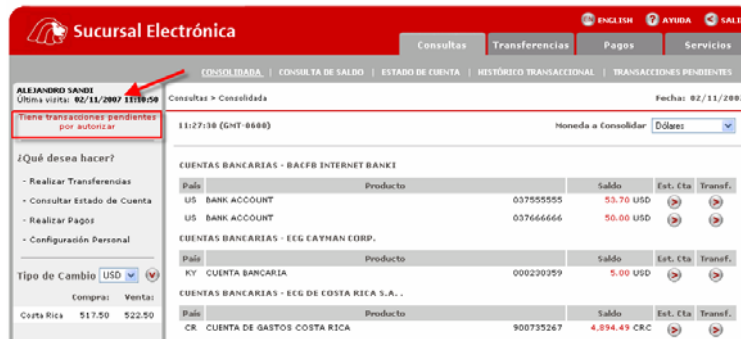 Sucursal Electrónica
EN ENGLISH ? AYUDA SALI
Consultas Transferencias Pagos Servicios
CONSOLIDADA | CONSULTA DE SALDO | ESTADO DE CUENTA | HISTÓRICO TRANSACCIONAL | TRANSACCIONES PENDIENTES
ALEJANDRO SANDI
Última visita: 02/11/2007 11:10:50
Tiene transacciones pendientes
por autorizar
¿Qué desea hacer?
- Realizar Transferencias
- Consultar Estado de Cuenta
- Realizar Pagos
- Configuración Personal
Tipo de Cambio USD
Compra: Venta:
Costa Rica 517.50 522.50
Consultas > Consolidada Fecha: 02/11/200
11:27:30 (GMT-0600) Moneda a Consolidar Dólares
CUENTAS BANCARIAS - BACFB INTERNET BANKI
País Producto Saldo Est. Cta Transf.
US BANK ACCOUNT 037555555 53.70 USD
US BANK ACCOUNT 037666666 50.00 USD
CUENTAS BANCARIAS - ECG CAYMAN CORP.
País Producto Saldo Est. Cta Transf.
KY CUENTA BANCARIA 000230359 5.00 USD
CUENTAS BANCARIAS - ECG DE COSTA RICA S.A. .
País Producto Saldo Est. Cta Transf.
CR CUENTA DE GASTOS COSTA RICA 900735267 4,894.49 CRC